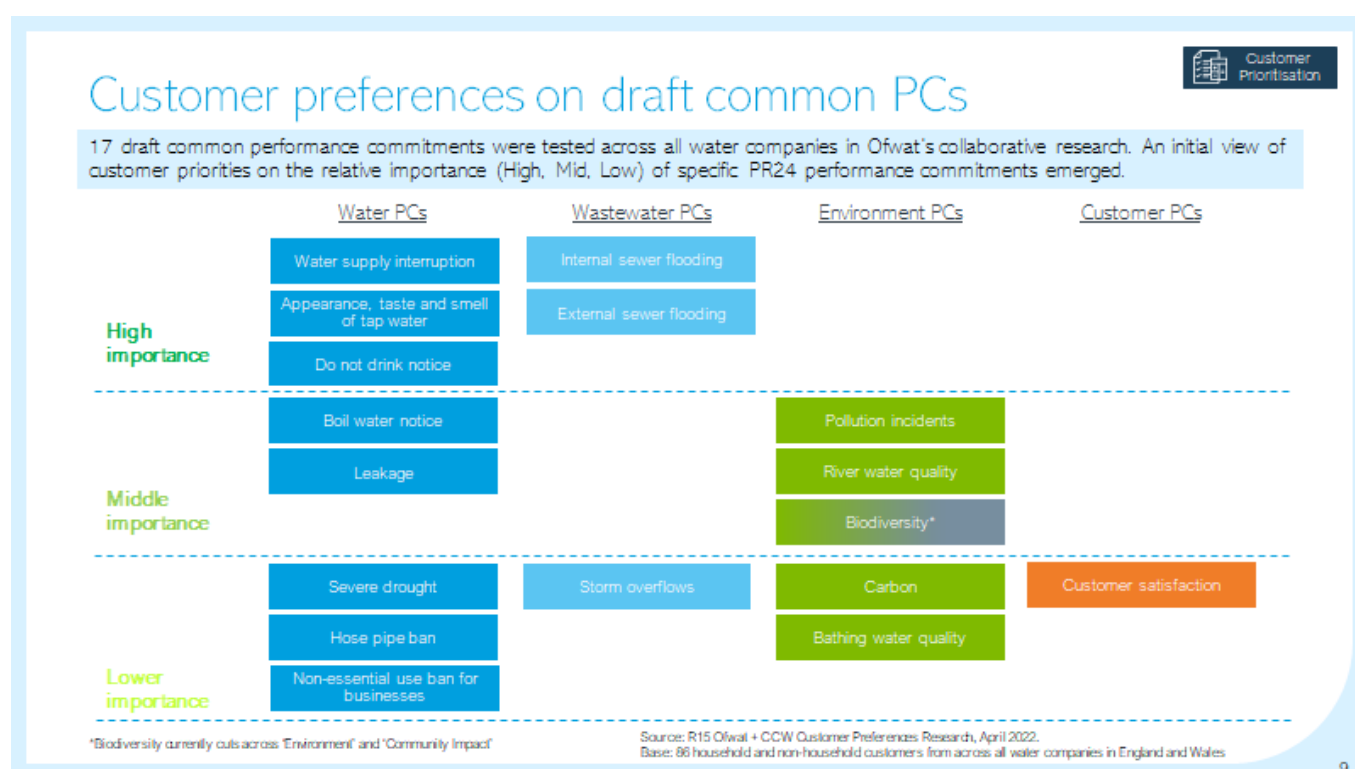 Customer
Prioritisation
Customer preferences on draft common PCs
17 draft common performance commitments were tested across all water companies in Ofwat's collaborative research. An initial view of
customer priorities on the relative importance (High, Mid, Low) of specific PR24 performance commitments emerged.
Water PCs
Wastewater PCs
Environment PCs
Customer PCs
High
importance
Water supply interruption
Appearance, taste and smell
of tap water
Do not drink notice
Internal sewer flooding
External sewer flooding
Middle
importance
Boil water notice
Leakage
Pollution incidents
River water quality
Biodiversity*
Lower
importance
Severe drought
Hose pipe ban
Non-essential use ban for
businesses
Storm overflows
Carbon
Bathing water quality
Customer satisfaction
*Biodiversity currently cuts across 'Environment' and 'Community Impact'
Source: R15 Ofwat + CCW Customer Preferences Research, April 2022.
Base: 86 household and non-household customers from across all water companies in England and Wales
9